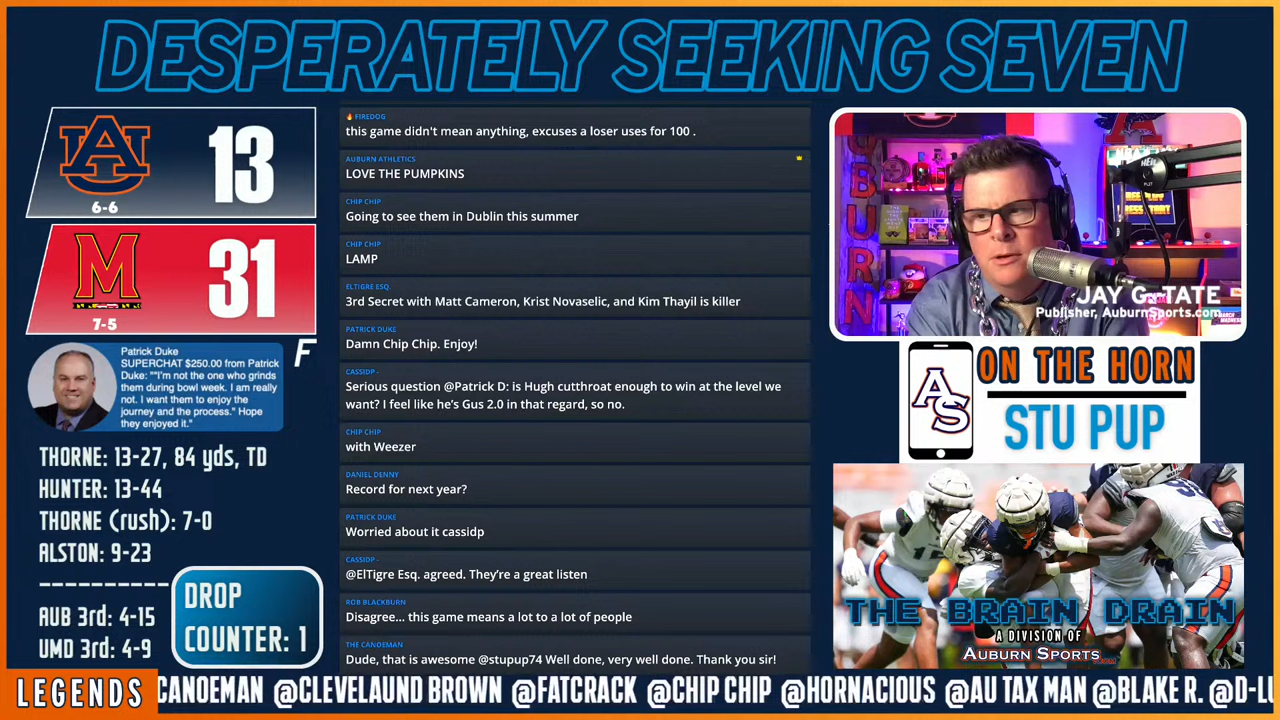 DESPERATELY SEEKING SEVEN
AU
13
6-6
M
31
7-5
F
Patrick Duke
SUPERCHAT $250.00 from Patrick
Duke: ""I'm not the one who grinds
them during bowl week. I am really
not. I want them to enjoy the
journey and the process." Hope
they enjoyed it."
THORNE: 13-27, 84 yds, TD
HUNTER: 13-44
THORNE (rush): 7-0
ALSTON: 9-23
----------
AUB 3rd: 4-15
UMD 3rd: 4-9
DROP
COUNTER: 1
FIREDOG
this game didn't mean anything, excuses a loser uses for 100 .
AUBURN ATHLETICS
LOVE THE PUMPKINS
CHIP CHIP
Going to see them in Dublin this summer
CHIP CHIP
LAMP
ELTIGRE ESQ.
3rd Secret with Matt Cameron, Krist Novaselic, and Kim Thayil is killer
PATRICK DUKE
Damn Chip Chip. Enjoy!
CASSIDP -
Serious question @Patrick D: is Hugh cutthroat enough to win at the level we
want? I feel like he's Gus 2.0 in that regard, so no.
CHIP CHIP
with Weezer
DANIEL DENNY
Record for next year?
PATRICK DUKE
Worried about it cassidp
CASSIDP -
@ElTigre Esq. agreed. They're a great listen
ROB BLACKBURN
Disagree... this game means a lot to a lot of people
THE CANOEMAN
Dude, that is awesome @stupup74 Well done, very well done. Thank you sir!
UBURN
JAY G. TATE
Publisher, AuburnSports.com
AS
ON THE HORN
STU PUP
THE BRAIN DRAIN
A DIVISION OF
AUBURN SPORTS.COM
LEGENDS
CANOEMAN @CLEVELAUND BROWN @FATCRACK @CHIP CHIP @HORNACIOUS @AU TAX MAN @BLAKE R. @D-LU